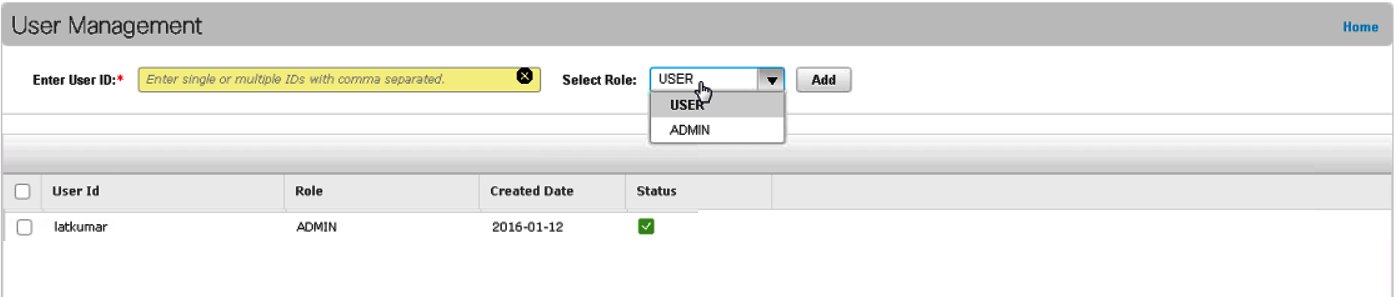 User Management Home
Enter User ID:* Enter single or multiple IDs with comma separated. Select Role: USER Add
USER
ADMIN
User Id Role Created Date Status
latkumar ADMIN 2016-01-12